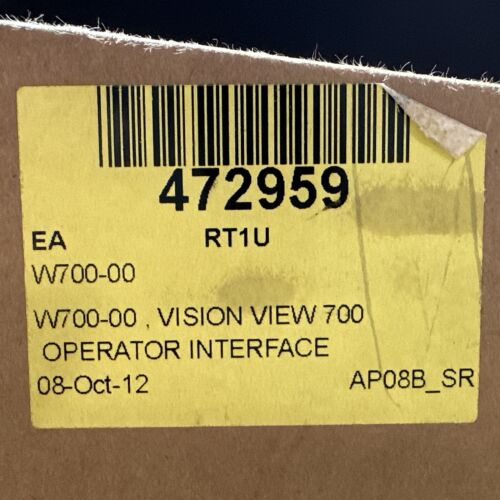 472959
EA RT1U
W700-00
W700-00 , VISION VIEW 700
OPERATOR INTERFACE
08-Oct-12 AP08B_SR